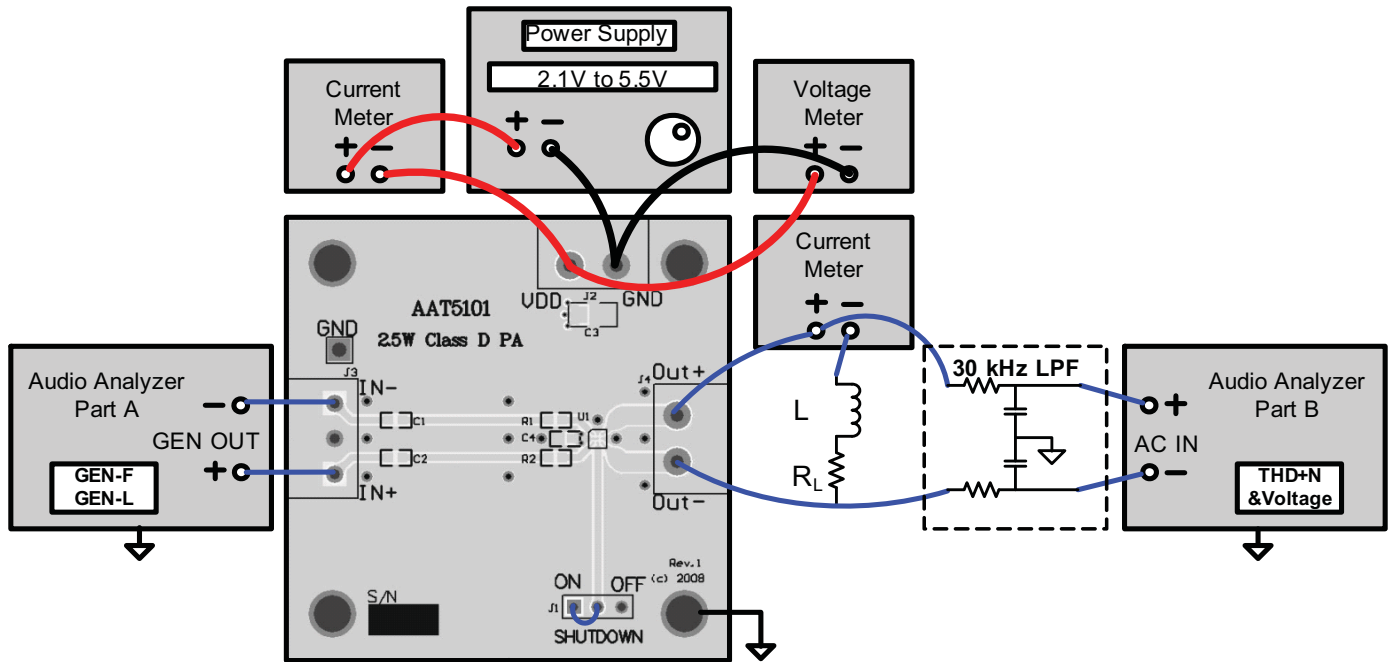 Power Supply
2.1V to 5.5V
+ −
Current
Meter
+ −
Voltage
Meter
+ −
Current
Meter
+ −
VDD
J2
GND
C3
AAT5101
2.5W Class D PA
GND
J3
IN-
IN+
C1
C2
R1
C4
R2
U1
J4
Out+
Out-
Rev.1
(c) 2008
S/N
ON
OFF
J1
SHUTDOWN
Audio Analyzer
Part A
−
GEN OUT
+
GEN-F
GEN-L
L
RL
30 kHz LPF
Audio Analyzer
Part B
+
AC IN
−
THD+N
&Voltage